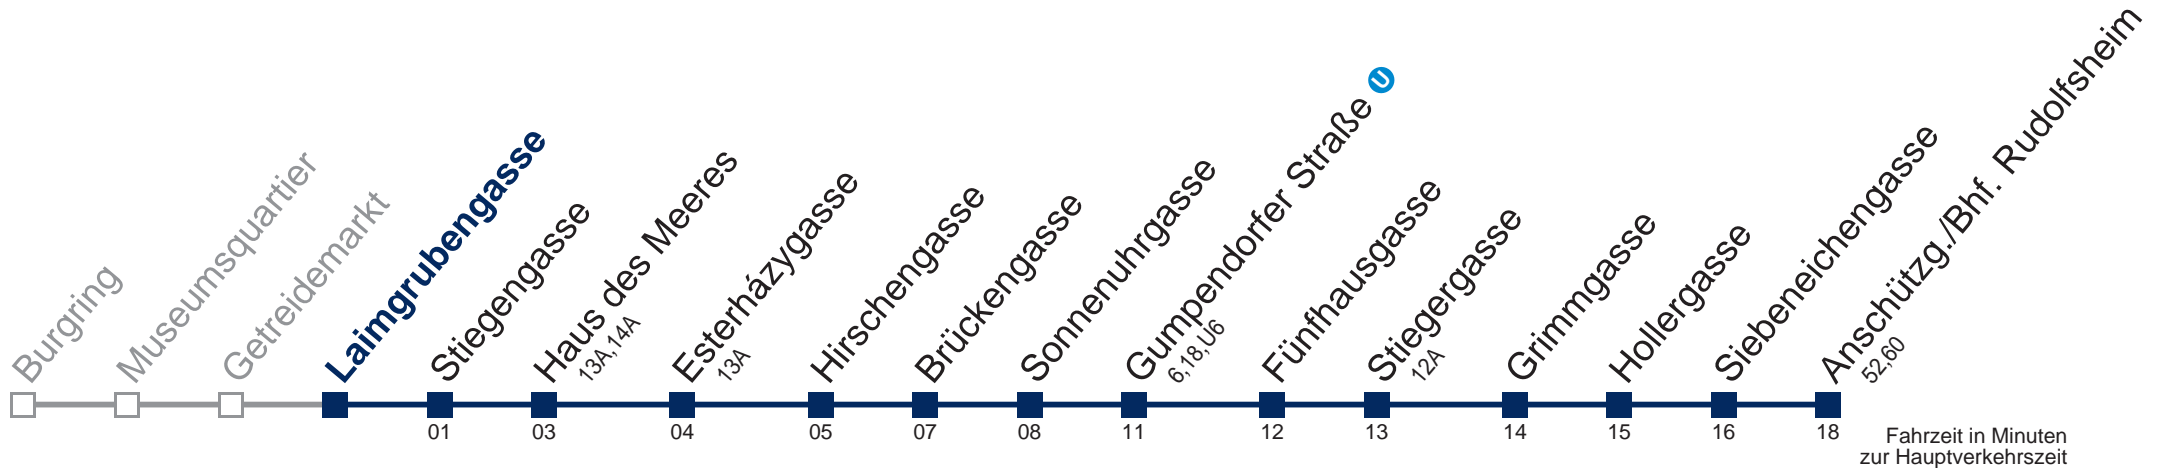 Burgring
Museumsquartier
Getreidemarkt
Laimgrubengasse
Stiegengasse
01
Haus des Meeres
13A,14A
03
Esterházygasse
13A
04
Hirschengasse
05
Brückengasse
07
Sonnenuhrgasse
08
Gumpendorfer Straße U
6,18,U6
11
Fünfhausgasse
12
Stiegergasse
12A
13
Grimmgasse
14
Hollergasse
15
Siebeneichengasse
16
Anschützg./Bhf. Rudolfsheim
52,60
18
Fahrzeit in Minuten
zur Hauptverkehrszeit